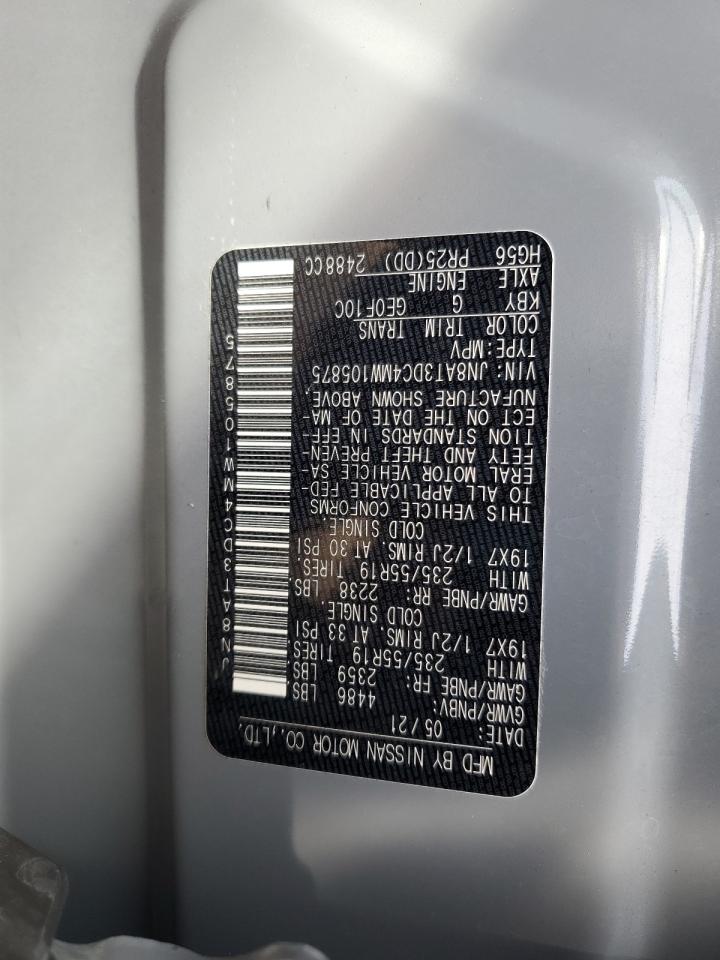 MFD BY NISSAN MOTOR CO.,LTD.
DATE: 05/21
GVWR/PNBV: 4486 LBS
GAWR/PNBE FR: 2359 LBS
WITH 235/55R19 TIRES.
19X7 1/2J RIMS. AT 33 PSI
COLD SINGLE.
GAWR/PNBE RR: 2238 LBS.
WITH 235/55R19 TIRES
19X7 1/2J RIMS. AT 30 PSI
COLD SINGLE.
THIS VEHICLE CONFORMS
TO ALL APPLICABLE FED-
ERAL MOTOR VEHICLE SA-
FETY AND THEFT PREVEN-
TION STANDARDS IN EFF-
ECT ON THE DATE OF MA-
NUFACTURE SHOWN ABOVE.
VIN: JN8AT3DC4MW105875
TYPE:MPV
COLOR TRIM TRANS
KBY G GE0F10C
AXLE ENGINE
HG56 PR25(DD) 2488CC
JN8AT3DC4MW105875